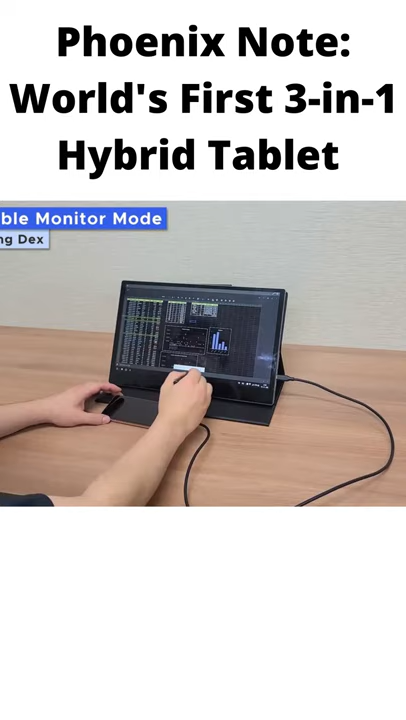 Phoenix Note:
World's First 3-in-1
Hybrid Tablet
ble Monitor Mode
ng Dex